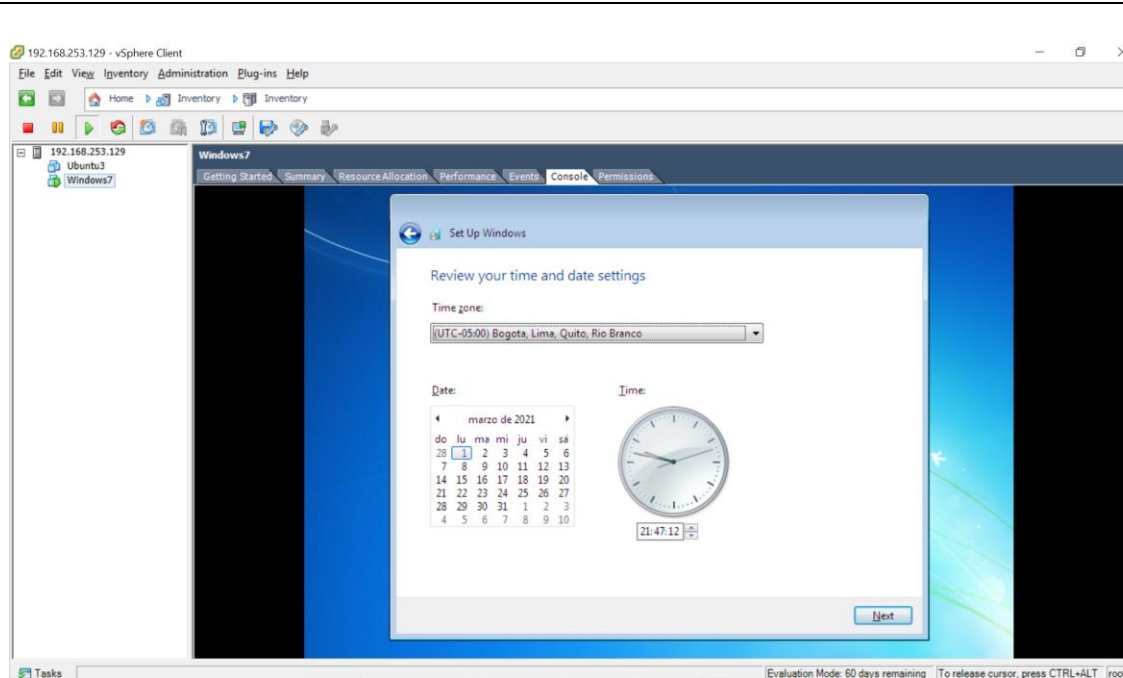 192.168.253.129 - vSphere Client
File Edit View Inventory Administration Plug-ins Help
Home Inventory Inventory
192.168.253.129
Ubuntu3
Windows7
Windows7
Getting Started Summary Resource Allocation Performance Events Console Permissions
Set Up Windows
Review your time and date settings
Time zone:
(UTC-05:00) Bogota, Lima, Quito, Rio Branco
Date:
Time:
marzo de 2021
do lu ma mi ju vi sá
28 1 2 3 4 5 6
7 8 9 10 11 12 13
14 15 16 17 18 19 20
21 22 23 24 25 26 27
28 29 30 31 1 2 3
4 5 6 7 8 9 10
21:47:12
Next
Tasks
Evaluation Mode: 60 days remaining
To release cursor, press CTRL+ALT
roo